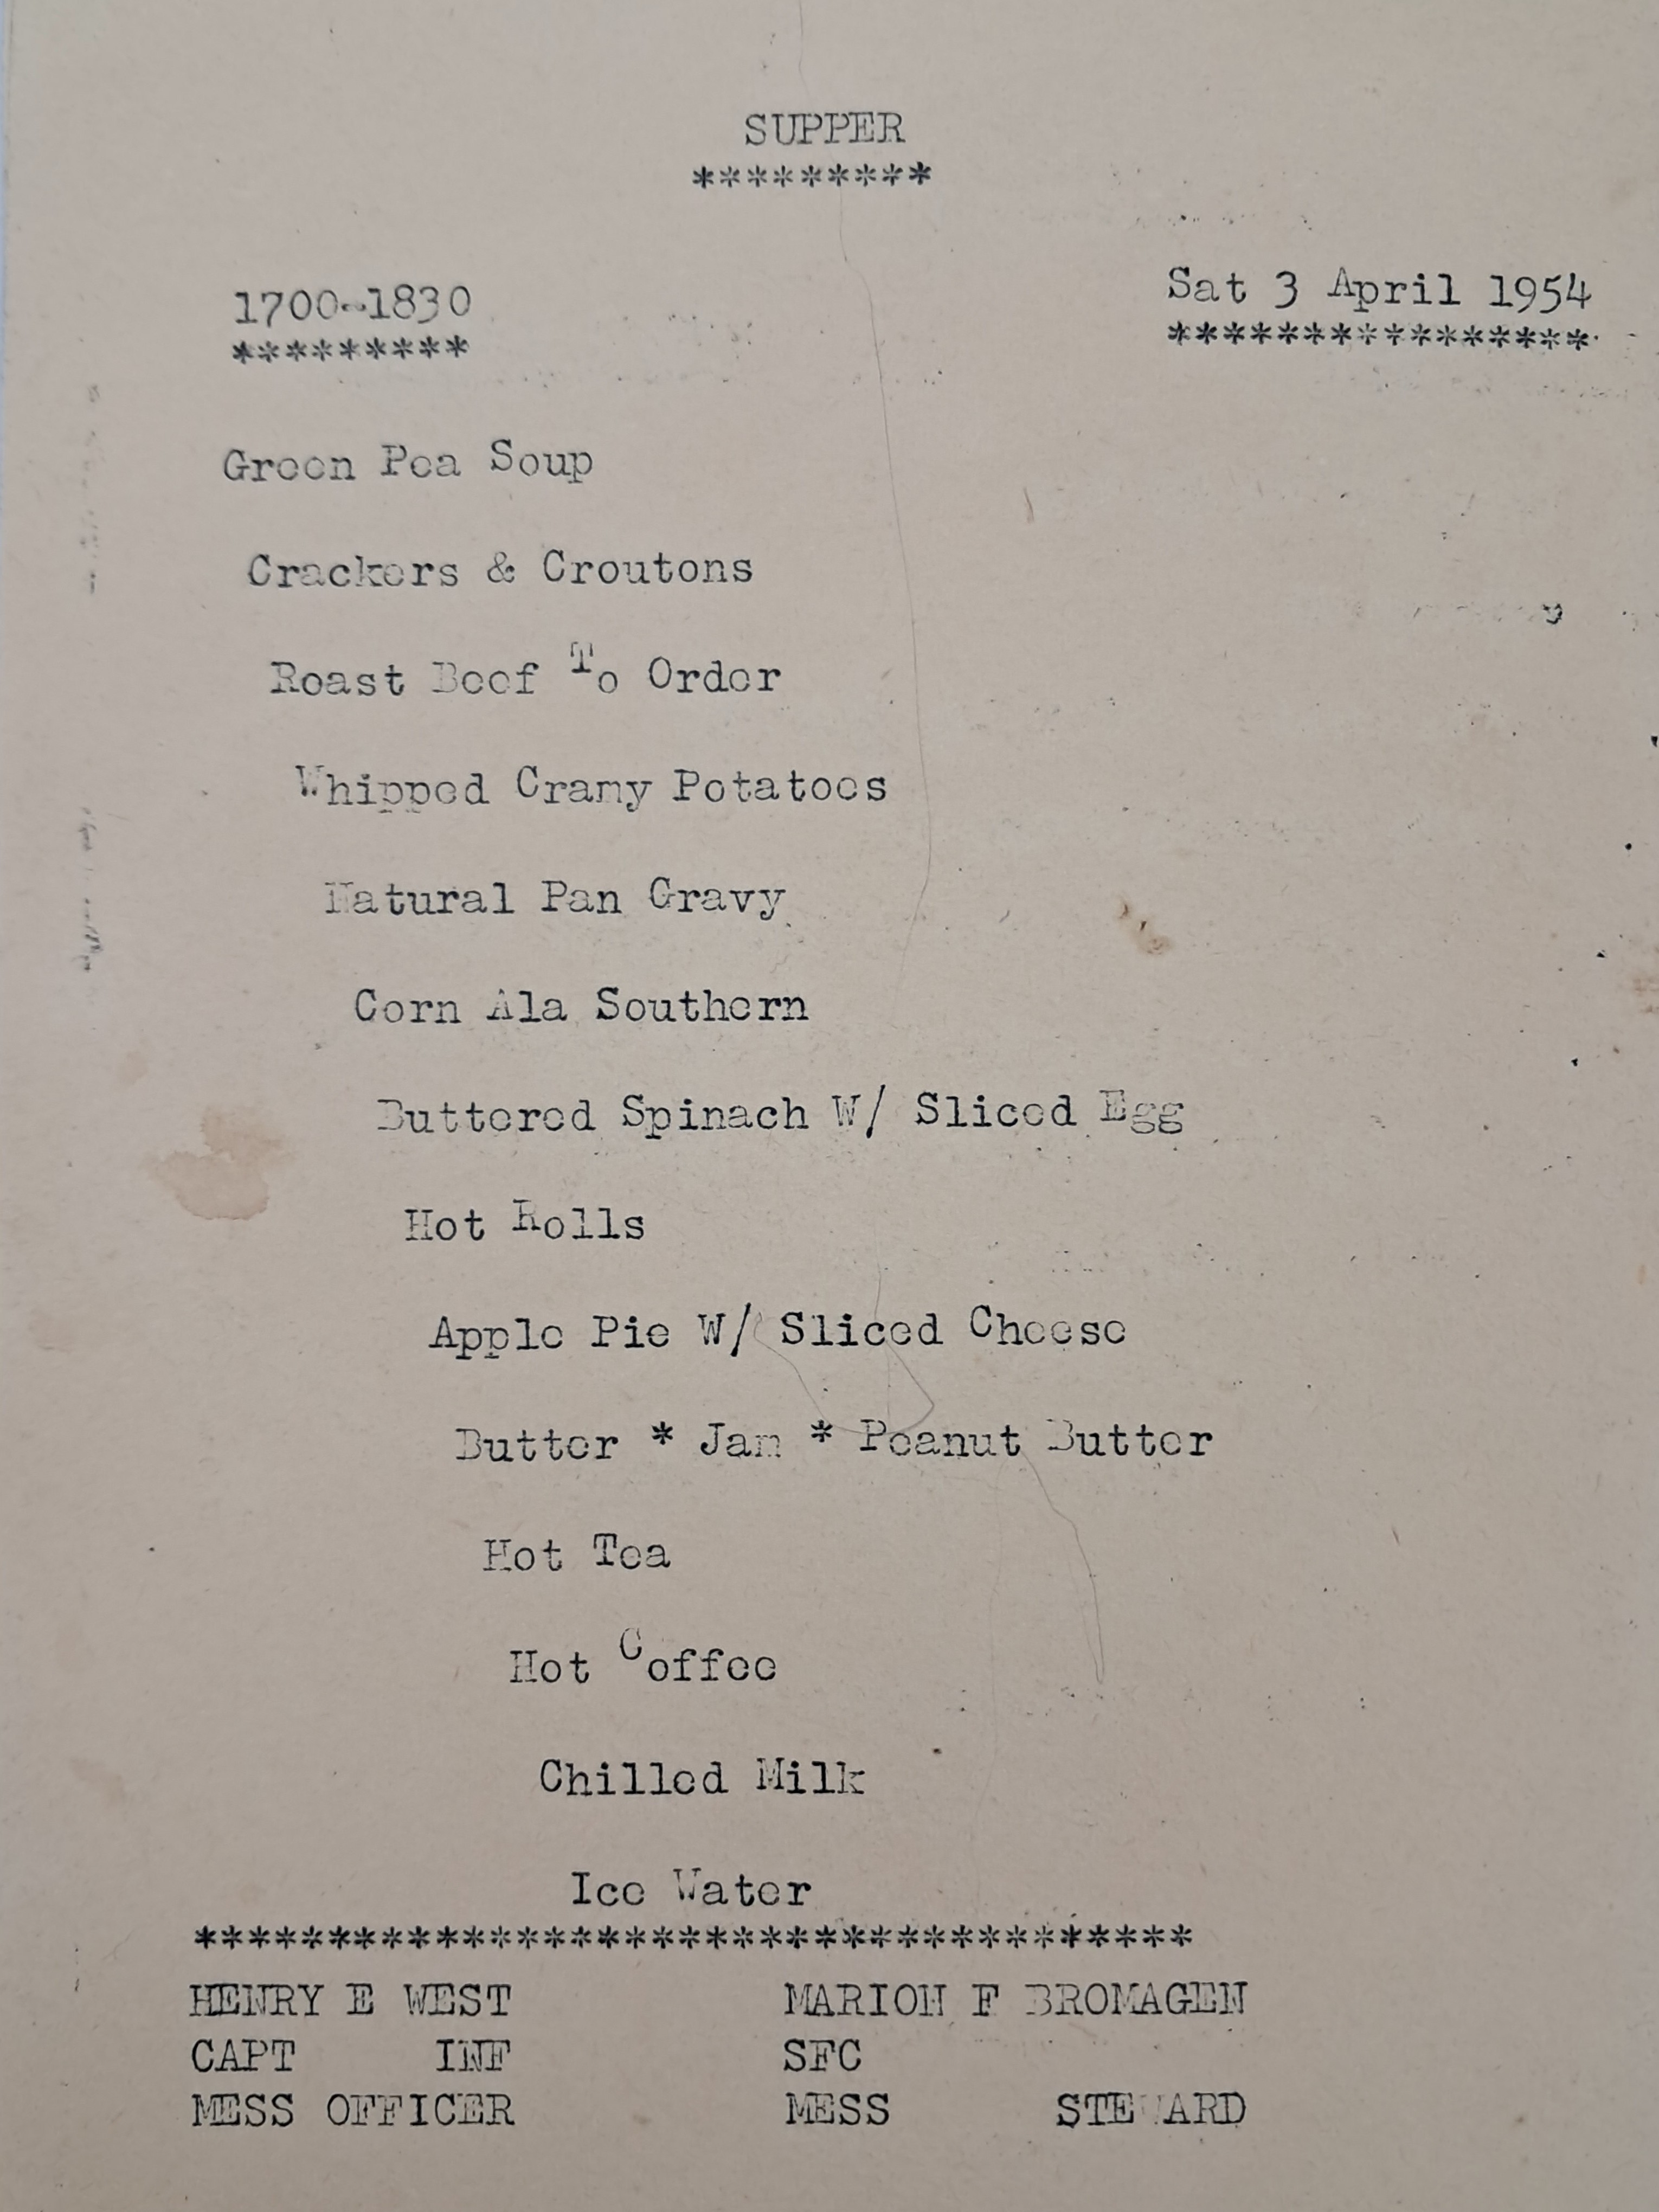 SUPPER
*********
1700-1830
*********
Sat 3 April 1954
****************
Green Pea Soup
Crackers & Croutons
Roast Beef To Order
Whipped Cramy Potatoes
Natural Pan Gravy
Corn Ala Southern
Buttered Spinach W/ Sliced Egg
Hot Rolls
Apple Pie W/ Sliced Cheese
Butter * Jam * Peanut Butter
Hot Tea
Hot Coffee
Chilled Milk
Ice Water
*************************************
HENRY E WEST MARION F BROMAGEN
CAPT INF SFC
MESS OFFICER MESS STEWARD